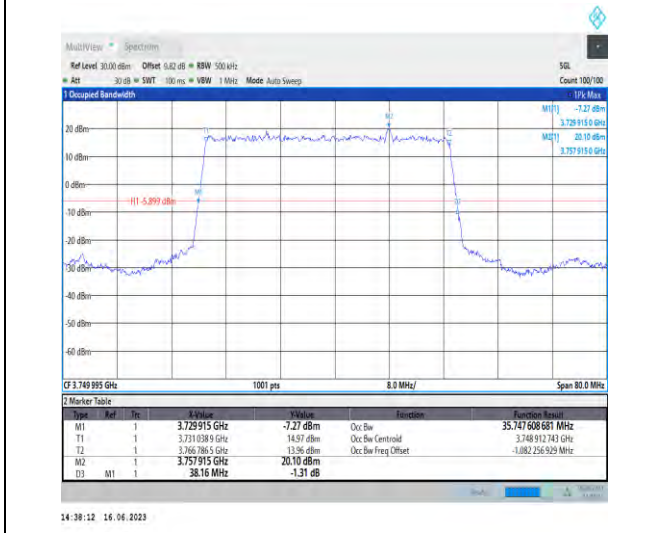 MultiView Spectrum
Ref Level 30.00 dBm Offset 0.82 dB RBW 500 kHz SGL
Att 30 dB SWT 100 ms VBW 1 MHz Mode Auto Sweep Count 100/100
1 Occupied Bandwidth 1Pk Max
M1[1] -7.27 dBm
3.729 915 0 GHz
M2[1] 20.10 dBm
3.757 915 0 GHz
M2
T1
20 dBm
10 dBm
0 dBm
M1
H1 -5.899 dBm
-10 dBm
-20 dBm
-30 dBm
-40 dBm
-50 dBm
-60 dBm
CF 3.749 995 GHz 1001 pts 8.0 MHz/ Span 80.0 MHz
2 Marker Table
Type Ref Trc X-Value Y-Value Function Function Result
M1 1 3.729 915 GHz -7.27 dBm Occ Bw 35.747 608 681 MHz
T1 1 3.731 038 9 GHz 14.97 dBm Occ Bw Centroid 3.748 912 743 GHz
T2 1 3.766 786 5 GHz 13.96 dBm Occ Bw Freq Offset -1.082 256 929 MHz
M2 1 3.757 915 GHz 20.10 dBm
D3 M1 1 38.16 MHz -1.31 dB
14:38:12 16.06.2023